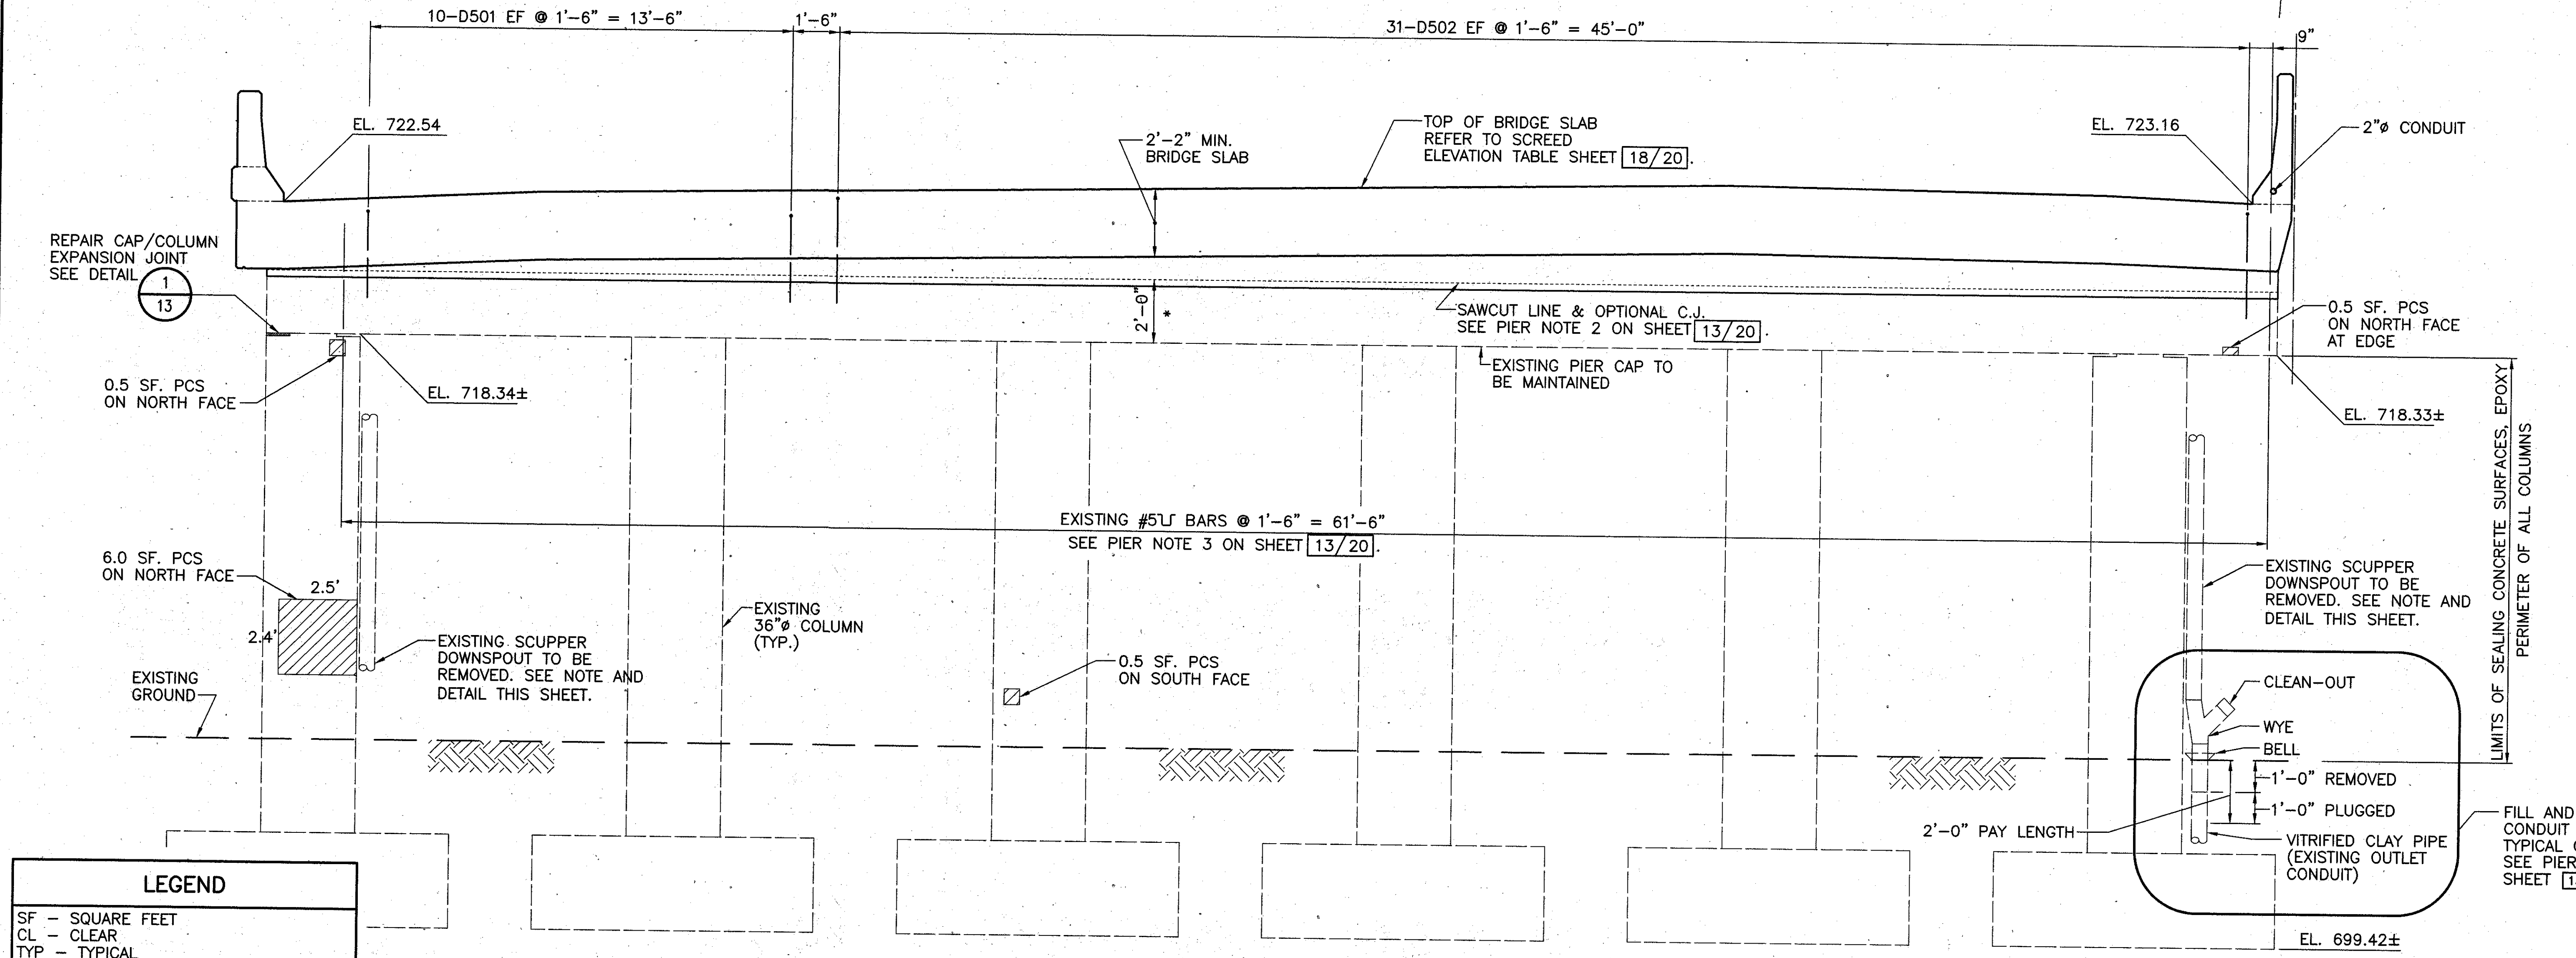 10-D501 EF @ 1'-6" = 13'-6"
1'-6"
31-D502 EF @ 1'-6" = 45'-0"
9"
EL. 722.54
2'-2" MIN.
BRIDGE SLAB
TOP OF BRIDGE SLAB
REFER TO SCREED
ELEVATION TABLE SHEET 18/20.
EL. 723.16
2"ø CONDUIT
REPAIR CAP/COLUMN
EXPANSION JOINT
SEE DETAIL
1
13
2'-0"
*
SAWCUT LINE & OPTIONAL C.J.
SEE PIER NOTE 2 ON SHEET 13/20.
0.5 SF. PCS
ON NORTH FACE
AT EDGE
0.5 SF. PCS
ON NORTH FACE
EL. 718.34±
EXISTING PIER CAP TO
BE MAINTAINED
EL. 718.33±
LIMITS OF SEALING CONCRETE SURFACES, EPOXY
PERIMETER OF ALL COLUMNS
EXISTING #5 BARS @ 1'-6" = 61'-6"
SEE PIER NOTE 3 ON SHEET 13/20.
6.0 SF. PCS
ON NORTH FACE
2.5'
2.4'
EXISTING
36"ø COLUMN
(TYP.)
EXISTING SCUPPER
DOWNSPOUT TO BE
REMOVED. SEE NOTE AND
DETAIL THIS SHEET.
EXISTING SCUPPER
DOWNSPOUT TO BE
REMOVED. SEE NOTE AND
DETAIL THIS SHEET.
0.5 SF. PCS
ON SOUTH FACE
EXISTING
GROUND
CLEAN-OUT
WYE
BELL
1'-0" REMOVED
1'-0" PLUGGED
2'-0" PAY LENGTH
VITRIFIED CLAY PIPE
(EXISTING OUTLET
CONDUIT)
FILL AND
CONDUIT
TYPICAL
SEE PIER
SHEET
EL. 699.42±
LEGEND
SF - SQUARE FEET
CL - CLEAR
TYP - TYPICAL